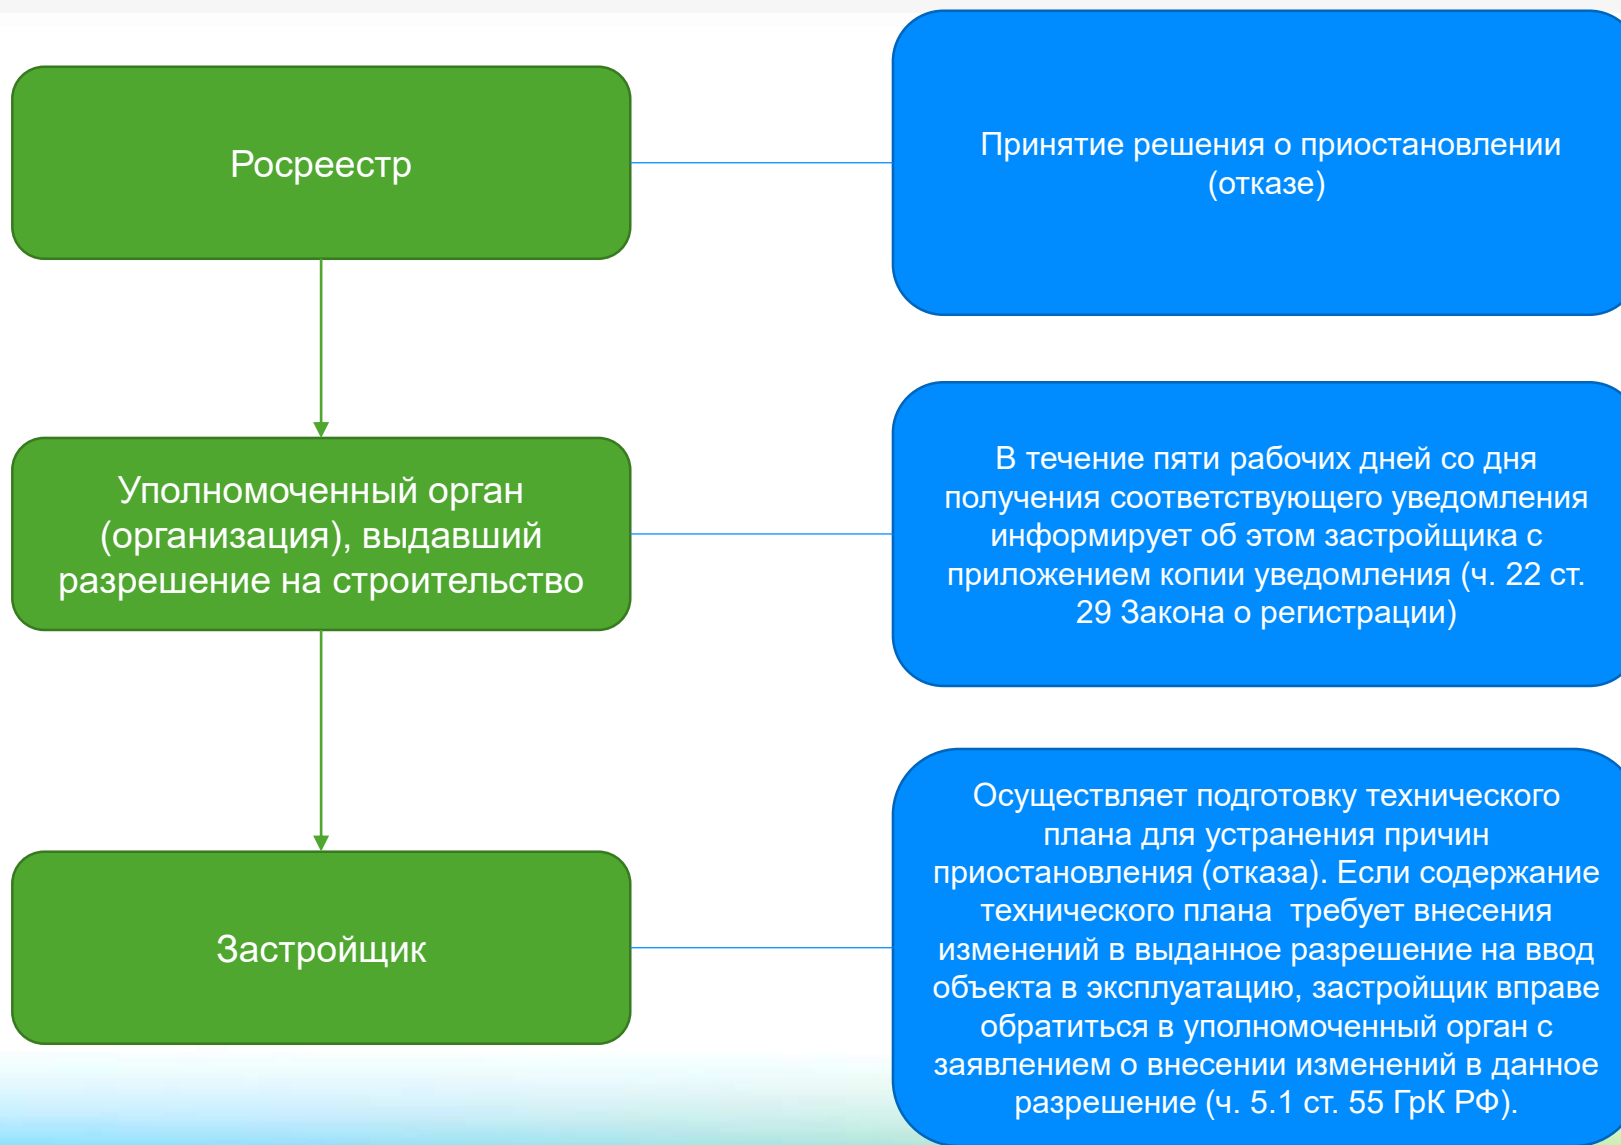 Росреестр
Принятие решения о приостановлении
(отказе)
Уполномоченный орган
(организация), выдавший
разрешение на строительство
В течение пяти рабочих дней со дня
получения соответствующего уведомления
информирует об этом застройщика с
приложением копии уведомления (ч. 22 ст.
29 Закона о регистрации)
Застройщик
Осуществляет подготовку технического
плана для устранения причин
приостановления (отказа). Если содержание
технического плана  требует внесения
изменений в выданное разрешение на ввод
объекта в эксплуатацию, застройщик вправе
обратиться в уполномоченный орган с
заявлением о внесении изменений в данное
разрешение (ч. 5.1 ст. 55 ГрК РФ).